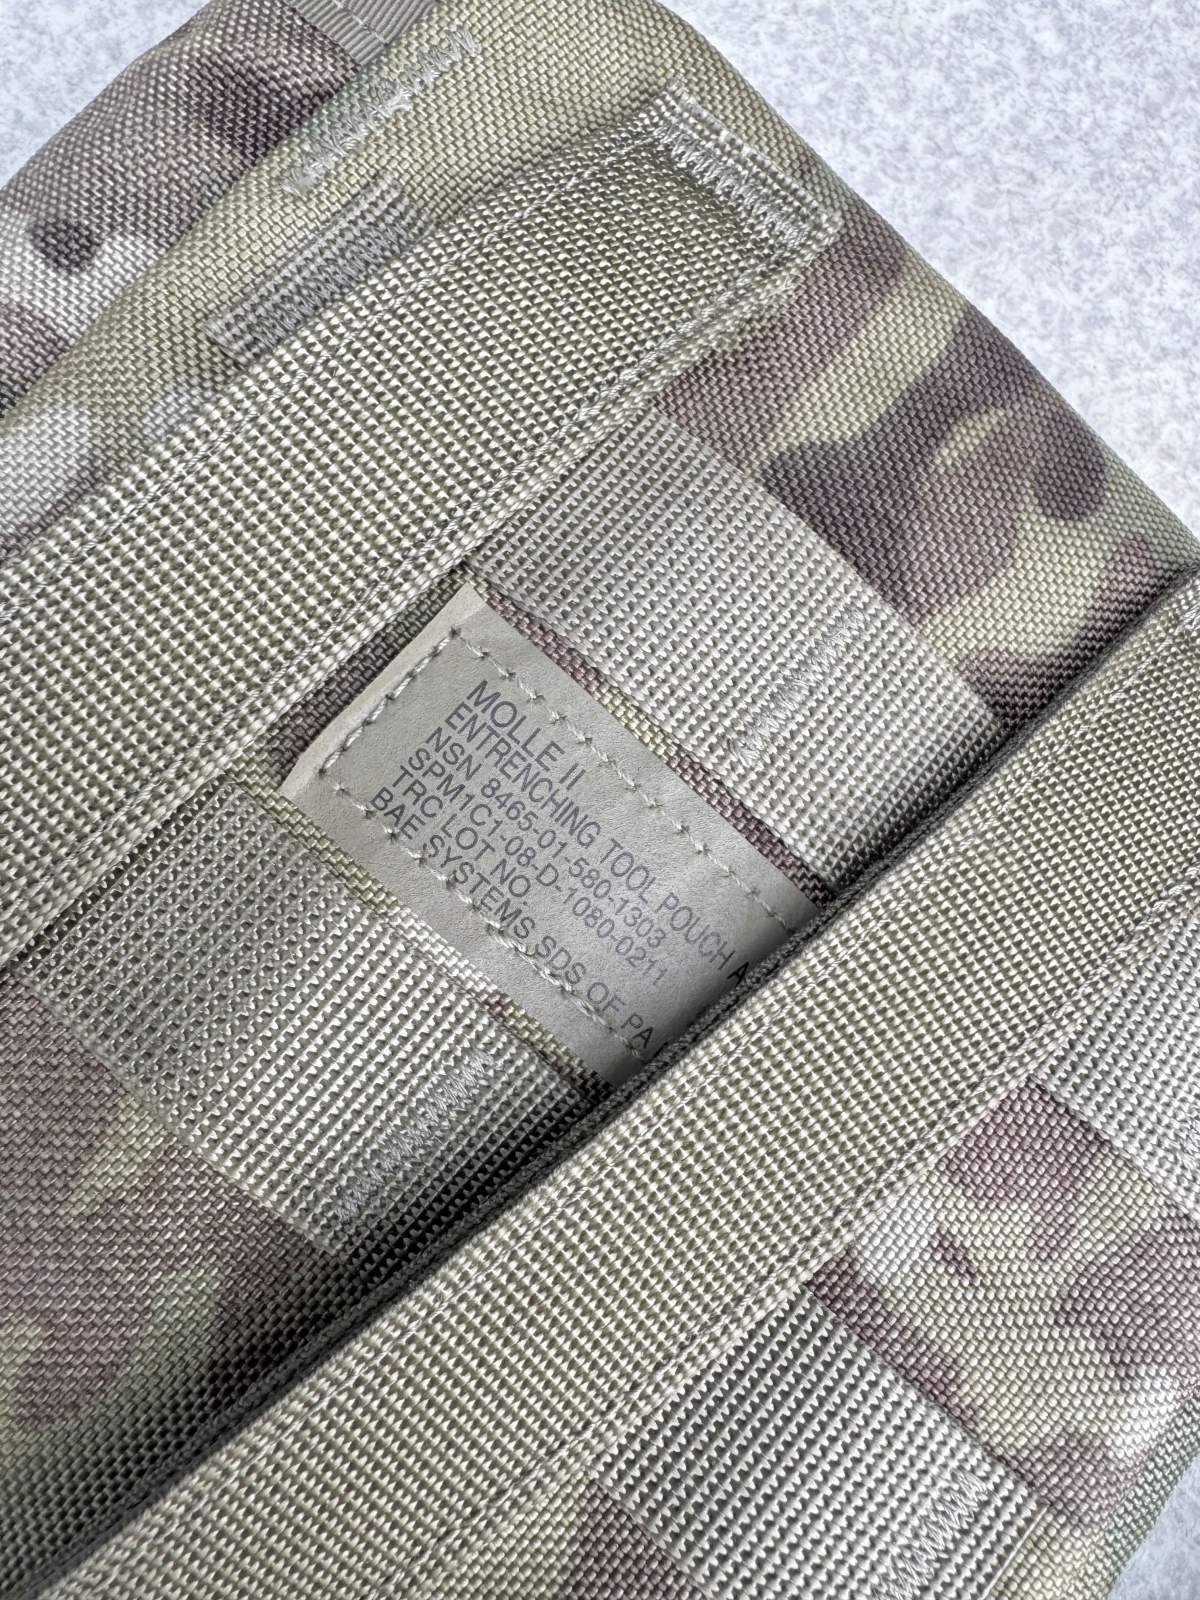 MOLLE II
ENTRENCHING TOOL POUCH A
NSN 8465-01-580-1303
SPM1C1-08-D-1080-0211
TRC LOT NO.
BAE SYSTEMS SDS OF PA